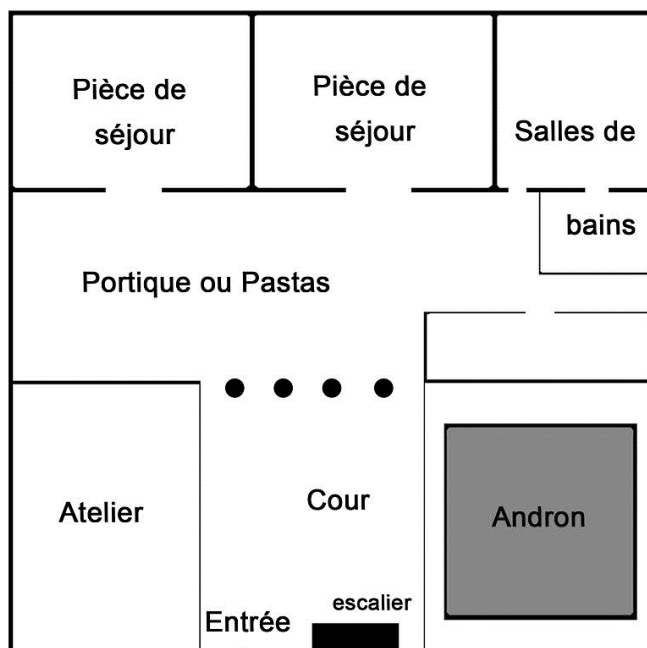 Pièce de
séjour
Pièce de
séjour
Salles de
bains
Portique ou Pastas
Atelier
Cour
Andron
escalier
Entrée